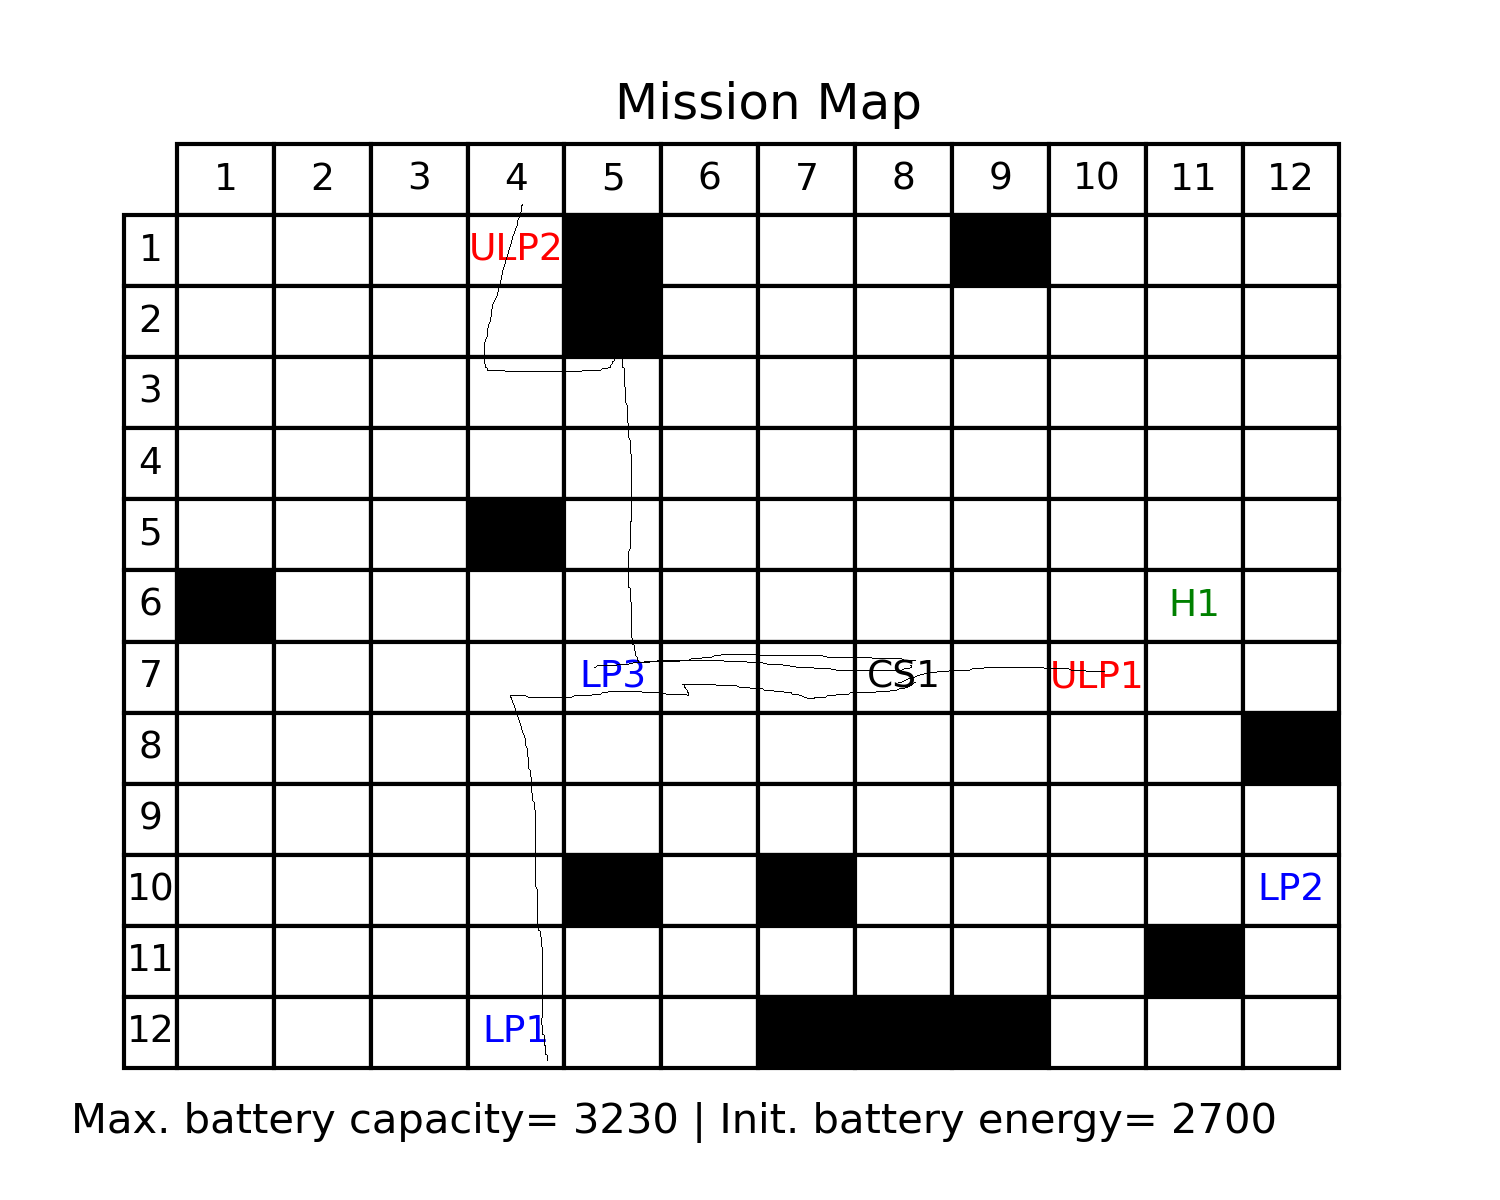 Mission Map
1 2 3 4 5 6 7 8 9 10 11 12
1 ULP2
2
3
4
5
6 H1
7 LP3 CS1 ULP1
8
9
10 LP2
11
12 LP1
Max. battery capacity= 3230 | Init. battery energy= 2700